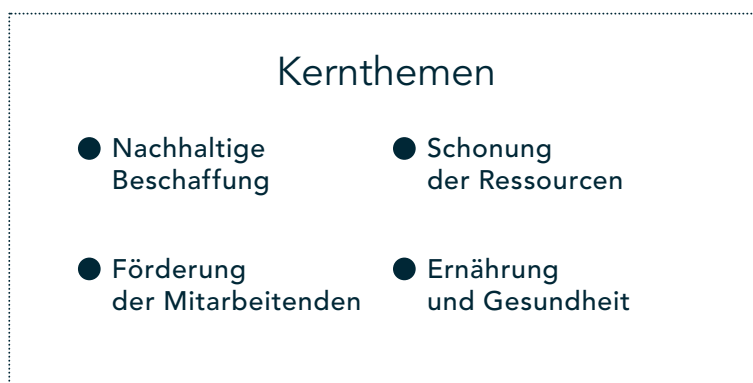 Kernthemen
Nachhaltige
Beschaffung
Schonung
der Ressourcen
Förderung
der Mitarbeitenden
Ernährung
und Gesundheit